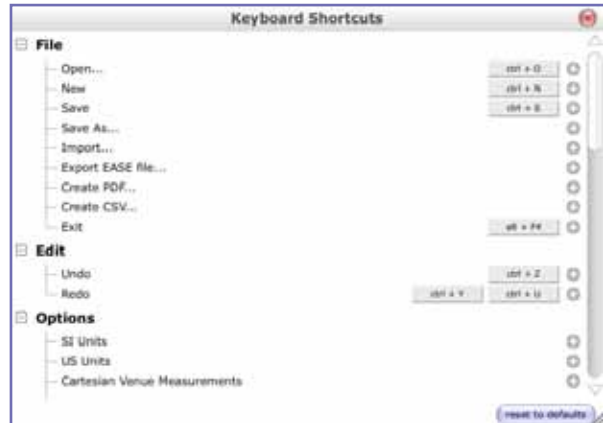 Keyboard Shortcuts
File
Open... ctrl + O
New ctrl + N
Save ctrl + S
Save As...
Import...
Export EASE file...
Create PDF...
Create CSV...
Exit alt + F4
Edit
Undo ctrl + Z
Redo ctrl + Y ctrl + U
Options
SI Units
US Units
Cartesian Venue Measurements
reset to defaults